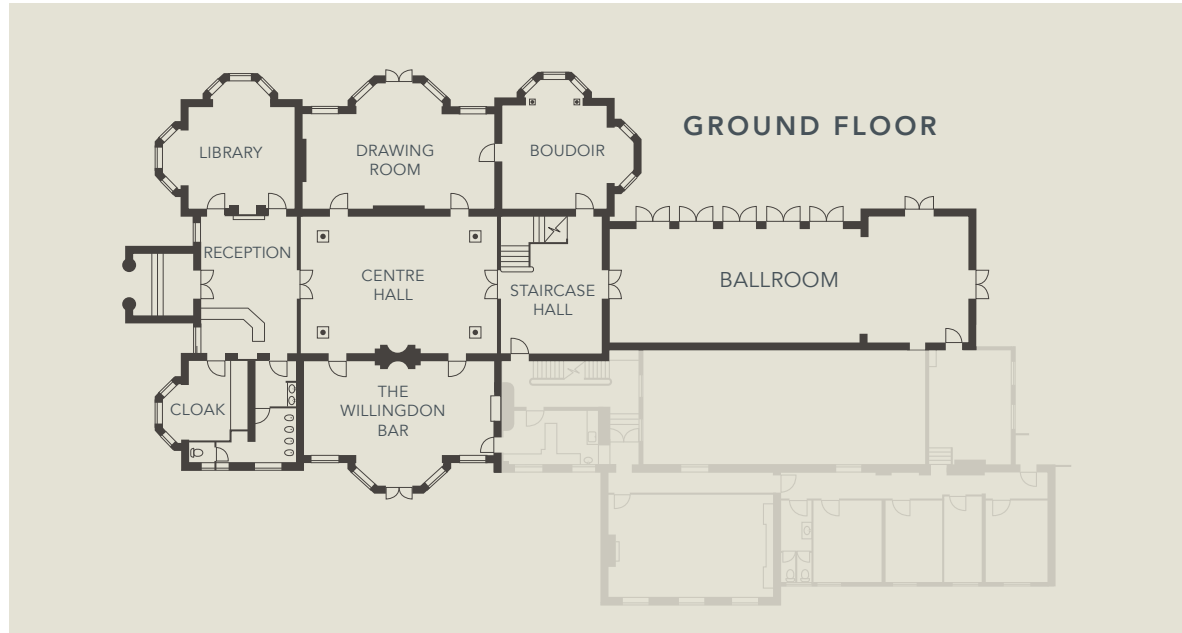 GROUND FLOOR
LIBRARY
DRAWING
ROOM
BOUDOIR
RECEPTION
CENTRE
HALL
STAIRCASE
HALL
BALLROOM
CLOAK
THE
WILLINGDON
BAR